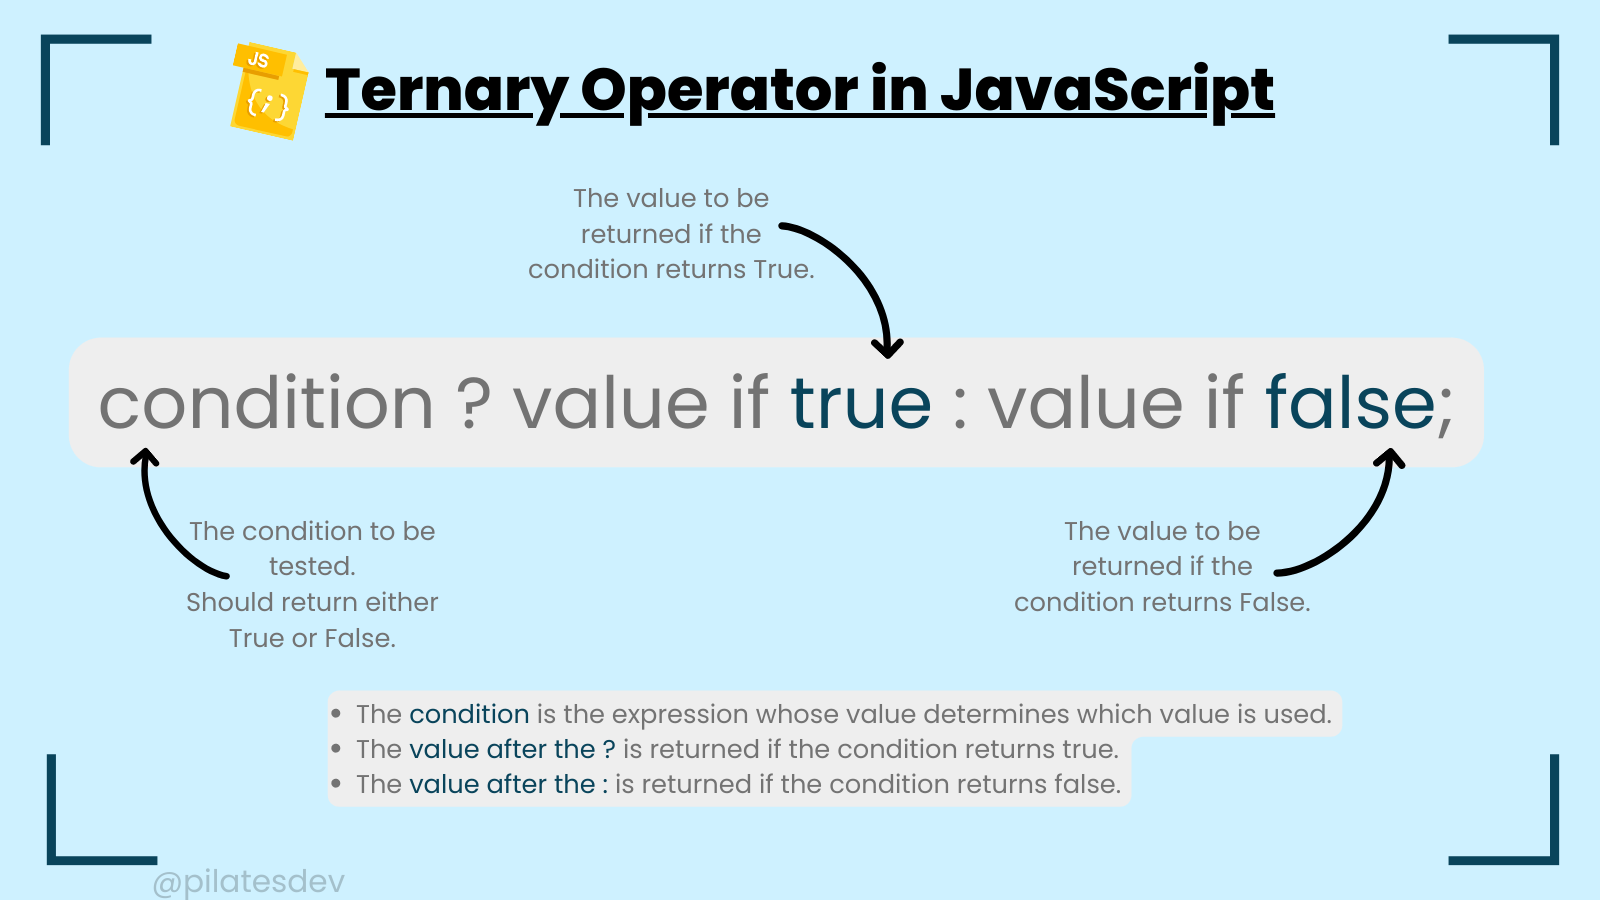 JS
{;}
Ternary Operator in JavaScript
The value to be
returned if the
condition returns True.
condition ? value if true : value if false;
The condition to be
tested.
Should return either
True or False.
The value to be
returned if the
condition returns False.
• The condition is the expression whose value determines which value is used.
• The value after the ? is returned if the condition returns true.
• The value after the : is returned if the condition returns false.
@pilatesdev